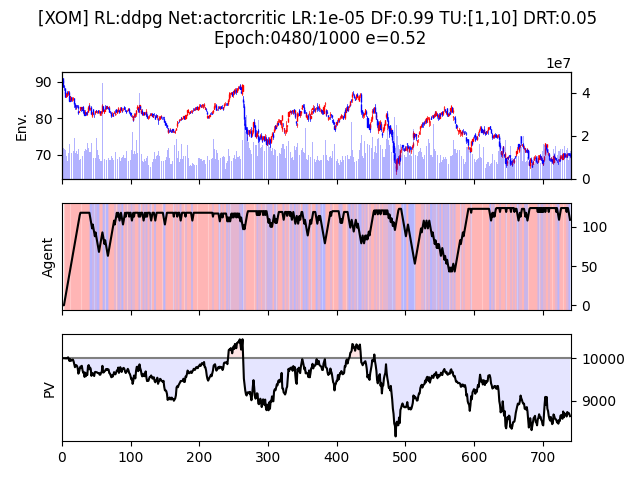 [XOM] RL:ddpg Net:actorcritic LR:1e-05 DF:0.99 TU:[1,10] DRT:0.05
Epoch:0480/1000 e=0.52
1e7
90
80
70
Env.
4
2
0
Agent
100
50
0
PV
10000
9000
0 100 200 300 400 500 600 700